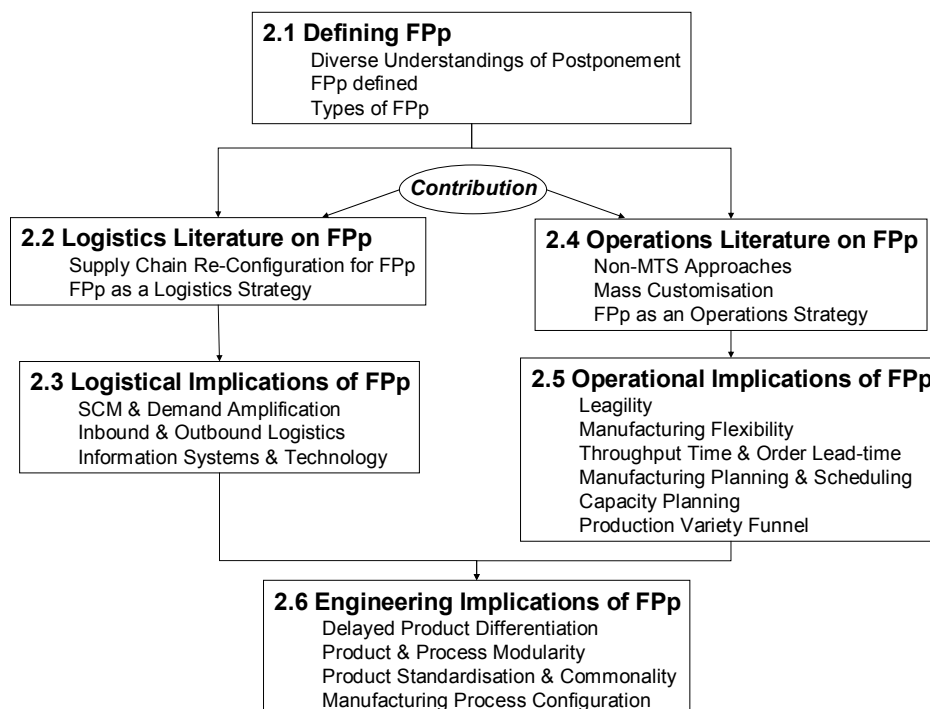 2.1 Defining FPp
Diverse Understandings of Postponement
FPp defined
Types of FPp
Contribution
2.2 Logistics Literature on FPp
Supply Chain Re-Configuration for FPp
FPp as a Logistics Strategy
2.4 Operations Literature on FPp
Non-MTS Approaches
Mass Customisation
FPp as an Operations Strategy
2.3 Logistical Implications of FPp
SCM & Demand Amplification
Inbound & Outbound Logistics
Information Systems & Technology
2.5 Operational Implications of FPp
Leagility
Manufacturing Flexibility
Throughput Time & Order Lead-time
Manufacturing Planning & Scheduling
Capacity Planning
Production Variety Funnel
2.6 Engineering Implications of FPp
Delayed Product Differentiation
Product & Process Modularity
Product Standardisation & Commonality
Manufacturing Process Configuration